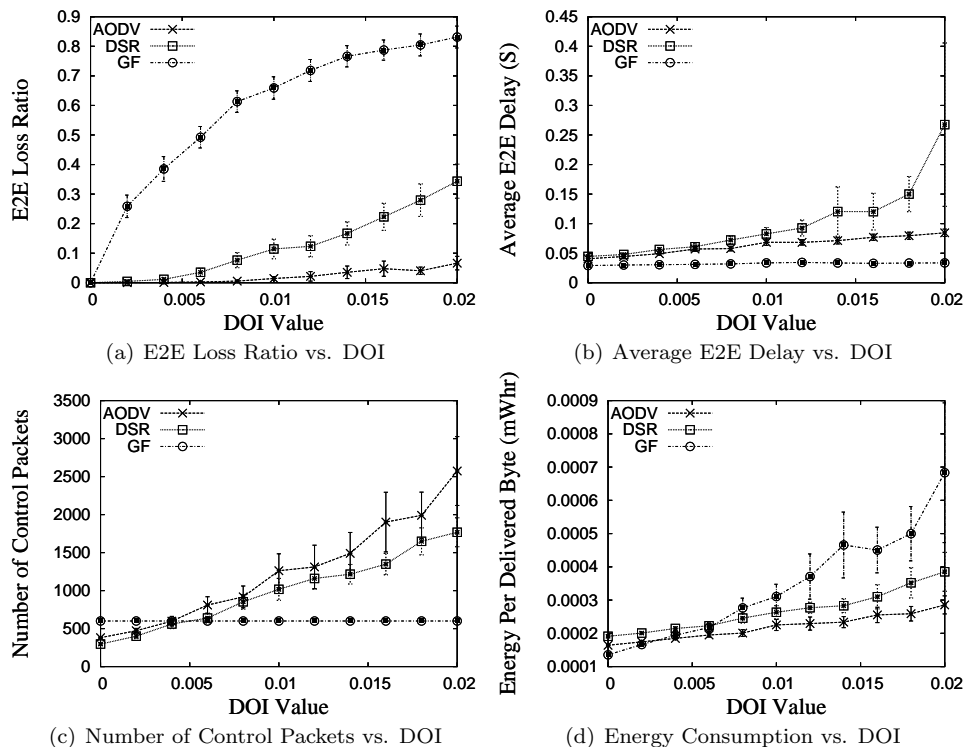 E2E Loss Ratio
0.9
0.8
0.7
0.6
0.5
0.4
0.3
0.2
0.1
0
AODV
DSR
GF
0 0.005 0.01 0.015 0.02
DOI Value
(a) E2E Loss Ratio vs. DOI
Average E2E Delay (S)
0.45
0.4
0.35
0.3
0.25
0.2
0.15
0.1
0.05
0
AODV
DSR
GF
0 0.005 0.01 0.015 0.02
DOI Value
(b) Average E2E Delay vs. DOI
Number of Control Packets
3500
3000
2500
2000
1500
1000
500
0
AODV
DSR
GF
0 0.005 0.01 0.015 0.02
DOI Value
(c) Number of Control Packets vs. DOI
Energy Per Delivered Byte (mWhr)
0.0009
0.0008
0.0007
0.0006
0.0005
0.0004
0.0003
0.0002
0.0001
AODV
DSR
GF
0 0.005 0.01 0.015 0.02
DOI Value
(d) Energy Consumption vs. DOI